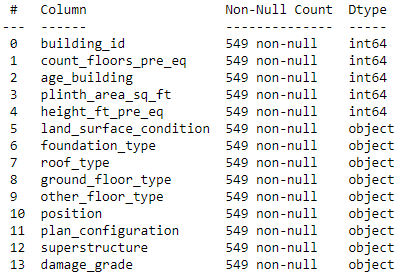 #   Column                  Non-Null Count  Dtype
---  ------                  --------------  -----
 0   building_id             549 non-null    int64
 1   count_floors_pre_eq     549 non-null    int64
 2   age_building            549 non-null    int64
 3   plinth_area_sq_ft       549 non-null    int64
 4   height_ft_pre_eq        549 non-null    int64
 5   land_surface_condition  549 non-null    object
 6   foundation_type         549 non-null    object
 7   roof_type               549 non-null    object
 8   ground_floor_type       549 non-null    object
 9   other_floor_type        549 non-null    object
 10  position                549 non-null    object
 11  plan_configuration      549 non-null    object
 12  superstructure          549 non-null    object
 13  damage_grade            549 non-null    object